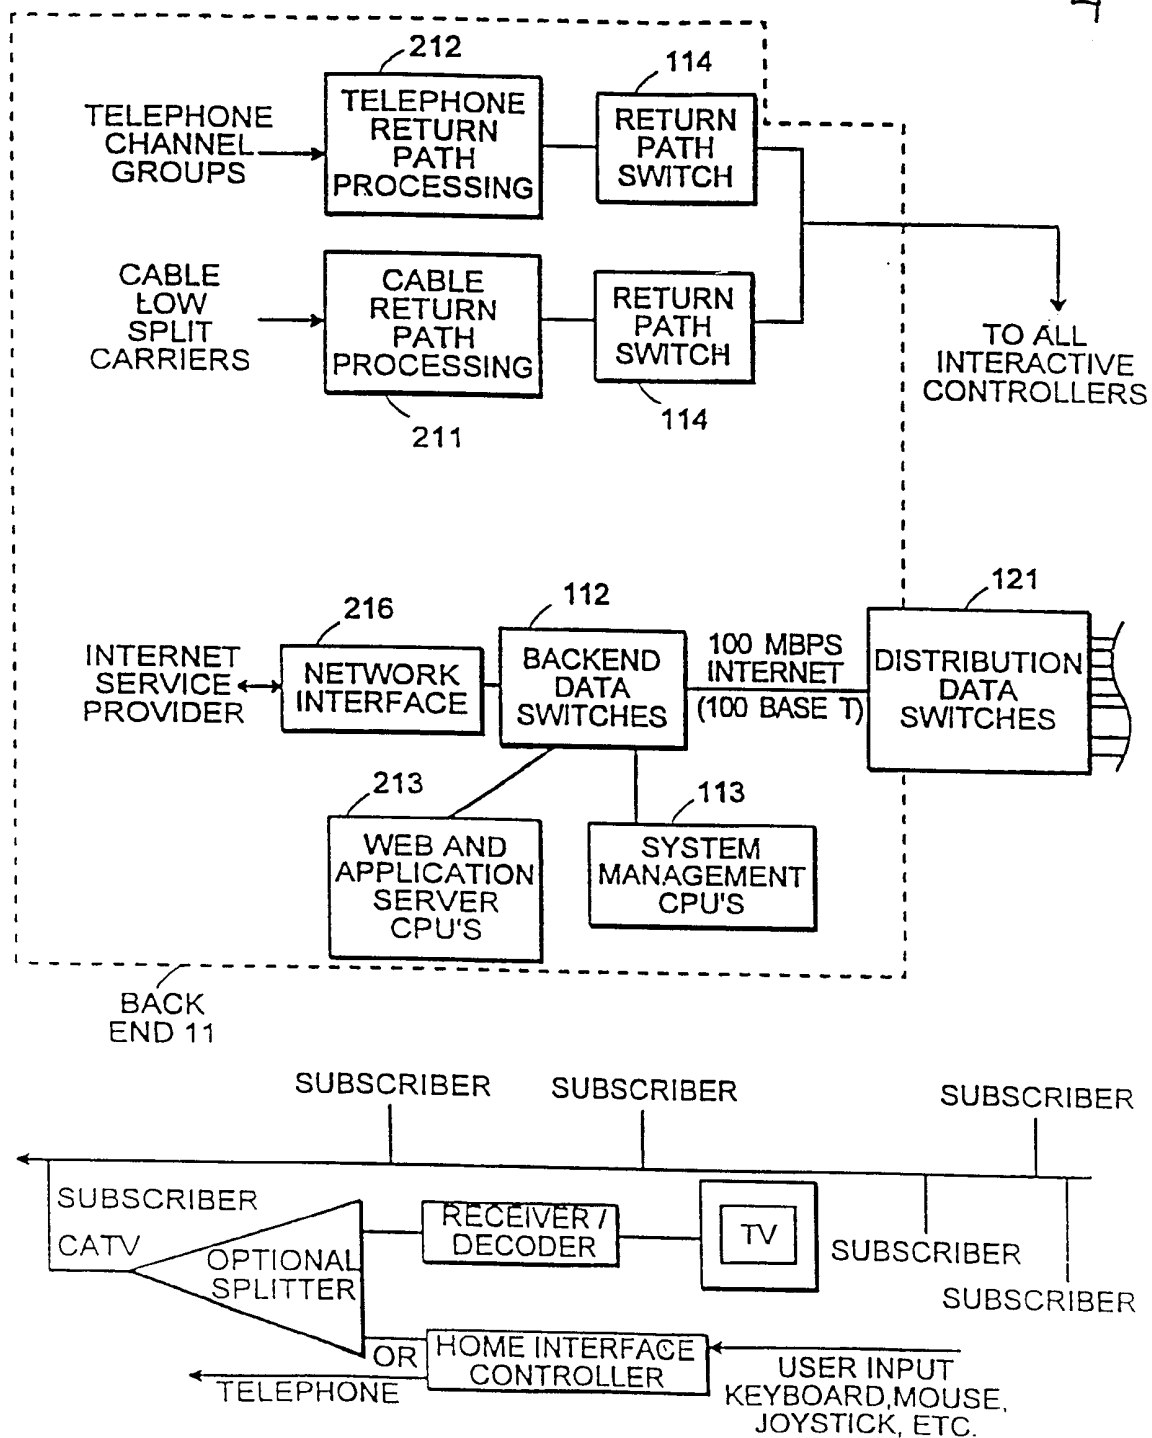 212
TELEPHONE
CHANNEL
GROUPS
TELEPHONE
RETURN
PATH
PROCESSING
114
RETURN
PATH
SWITCH
CABLE
LOW
SPLIT
CARRIERS
CABLE
RETURN
PATH
PROCESSING
211
RETURN
PATH
SWITCH
114
TO ALL
INTERACTIVE
CONTROLLERS
INTERNET
SERVICE
PROVIDER
216
NETWORK
INTERFACE
112
BACKEND
DATA
SWITCHES
100 MBPS
INTERNET
(100 BASE T)
121
DISTRIBUTION
DATA
SWITCHES
213
WEB AND
APPLICATION
SERVER
CPU'S
113
SYSTEM
MANAGEMENT
CPU'S
BACK
END 11
SUBSCRIBER
SUBSCRIBER
SUBSCRIBER
SUBSCRIBER
CATV
OPTIONAL
SPLITTER
RECEIVER /
DECODER
TV
SUBSCRIBER
SUBSCRIBER
OR
HOME INTERFACE
CONTROLLER
TELEPHONE
USER INPUT
KEYBOARD,MOUSE,
JOYSTICK, ETC.